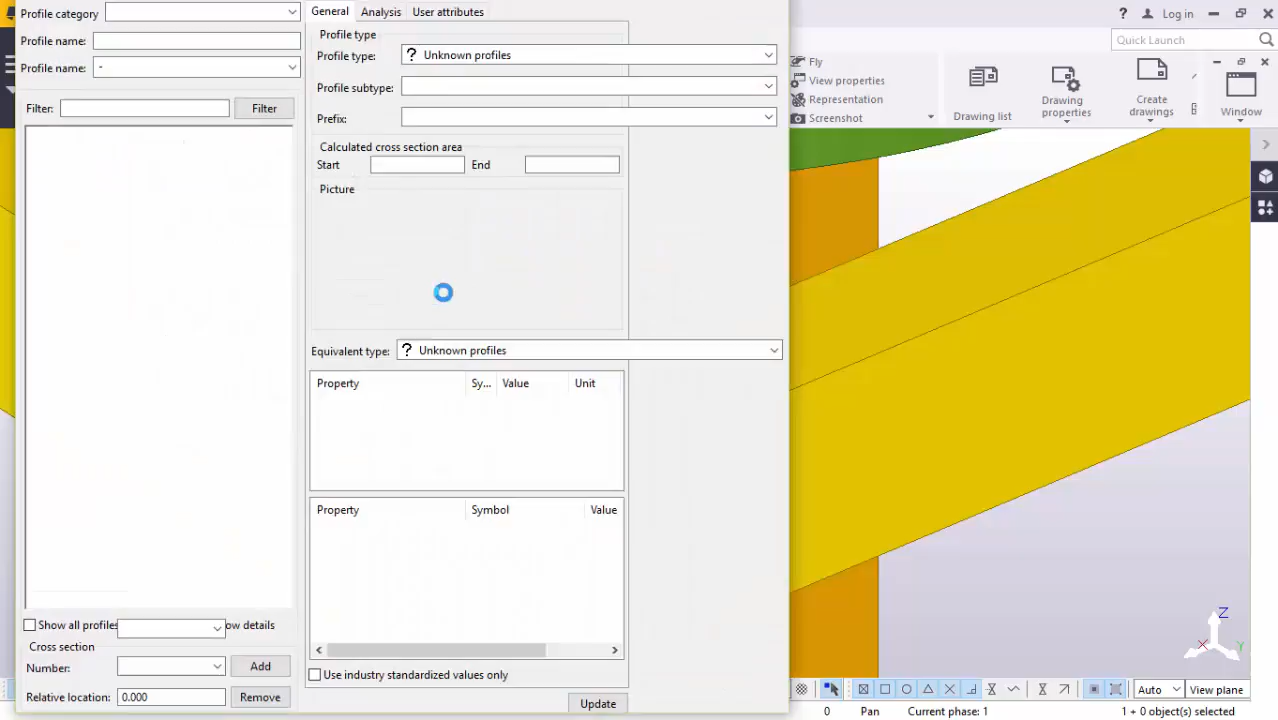 Profile category
Profile name:
Profile name: -
Filter: Filter
Show all profiles ow details
Cross section
Number: Add
Relative location: 0.000 Remove
General Analysis User attributes
Profile type
Profile type: ? Unknown profiles
Profile subtype:
Prefix:
Calculated cross section area
Start End
Picture
Equivalent type: ? Unknown profiles
Property Sy... Value Unit
Property Symbol Value
Use industry standardized values only
Update
? Log in
Quick Launch
Fly
View properties
Representation
Screenshot
Drawing list
Drawing properties
Create drawings
Window
Z
X
Y
Auto View plane
0 Pan Current phase: 1 1 + 0 object(s) selected